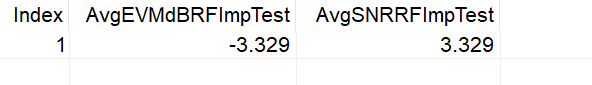 Index AvgEVMdBRFImpTest AvgSNRRFImpTest
1 -3.329 3.329